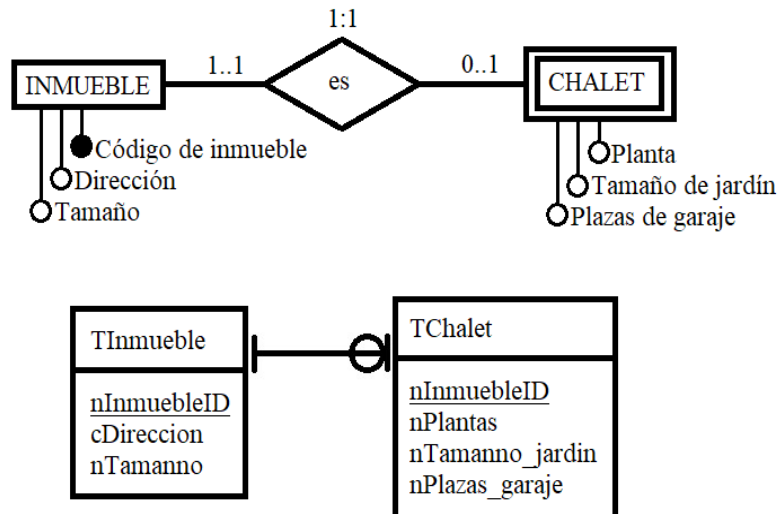 1:1
1..1
0..1
INMUEBLE
es
CHALET
Código de inmueble
Dirección
Tamaño
Planta
Tamaño de jardín
Plazas de garaje
TInmueble
nInmuebleID
cDireccion
nTamanno
TChalet
nInmuebleID
nPlantas
nTamanno_jardin
nPlazas_garaje